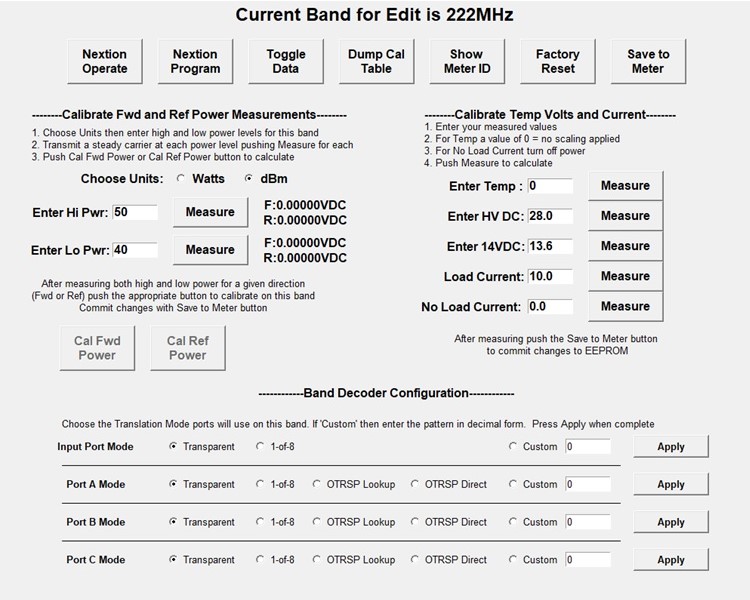 Current Band for Edit is 222MHz
Nextion Operate
Nextion Program
Toggle Data
Dump Cal Table
Show Meter ID
Factory Reset
Save to Meter
--------Calibrate Fwd and Ref Power Measurements--------
1. Choose Units then enter high and low power levels for this band
2. Transmit a steady carrier at each power level pushing Measure for each
3. Push Cal Fwd Power or Cal Ref Power button to calculate
Choose Units: Watts dBm
Enter Hi Pwr: 50 Measure F:0.00000VDC
R:0.00000VDC
Enter Lo Pwr: 40 Measure F:0.00000VDC
R:0.00000VDC
After measuring both high and low power for a given direction
(Fwd or Ref) push the appropriate button to calibrate on this band
Commit changes with Save to Meter button
Cal Fwd Power
Cal Ref Power
--------Calibrate Temp Volts and Current--------
1. Enter your measured values
2. For Temp a value of 0 = no scaling applied
3. For No Load Current turn off power
4. Push Measure to calculate
Enter Temp : 0 Measure
Enter HV DC: 28.0 Measure
Enter 14VDC: 13.6 Measure
Load Current: 10.0 Measure
No Load Current: 0.0 Measure
After measuring push the Save to Meter button
to commit changes to EEPROM
------------Band Decoder Configuration------------
Choose the Translation Mode ports will use on this band. If 'Custom' then enter the pattern in decimal form. Press Apply when complete
Input Port Mode Transparent 1-of-8 Custom 0 Apply
Port A Mode Transparent 1-of-8 OTRSP Lookup OTRSP Direct Custom 0 Apply
Port B Mode Transparent 1-of-8 OTRSP Lookup OTRSP Direct Custom 0 Apply
Port C Mode Transparent 1-of-8 OTRSP Lookup OTRSP Direct Custom 0 Apply